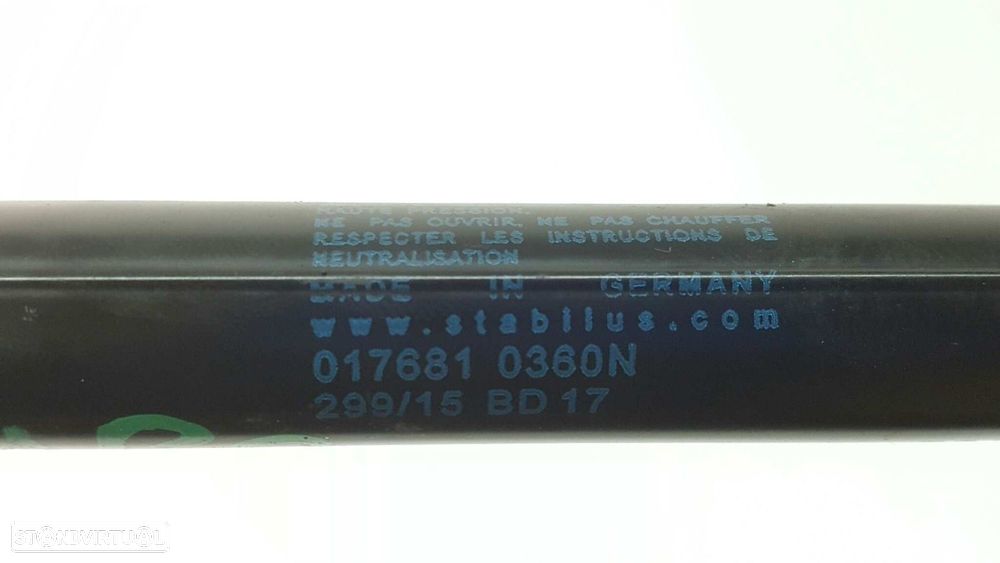 HAUTE PRESSION.
NE PAS OUVRIR, NE PAS CHAUFFER
RESPECTER LES INSTRUCTIONS DE
NEUTRALISATION
MADE IN GERMANY
www.stabilus.com
017681 0360N
299/15 BD 17
STANDVIRTUAL